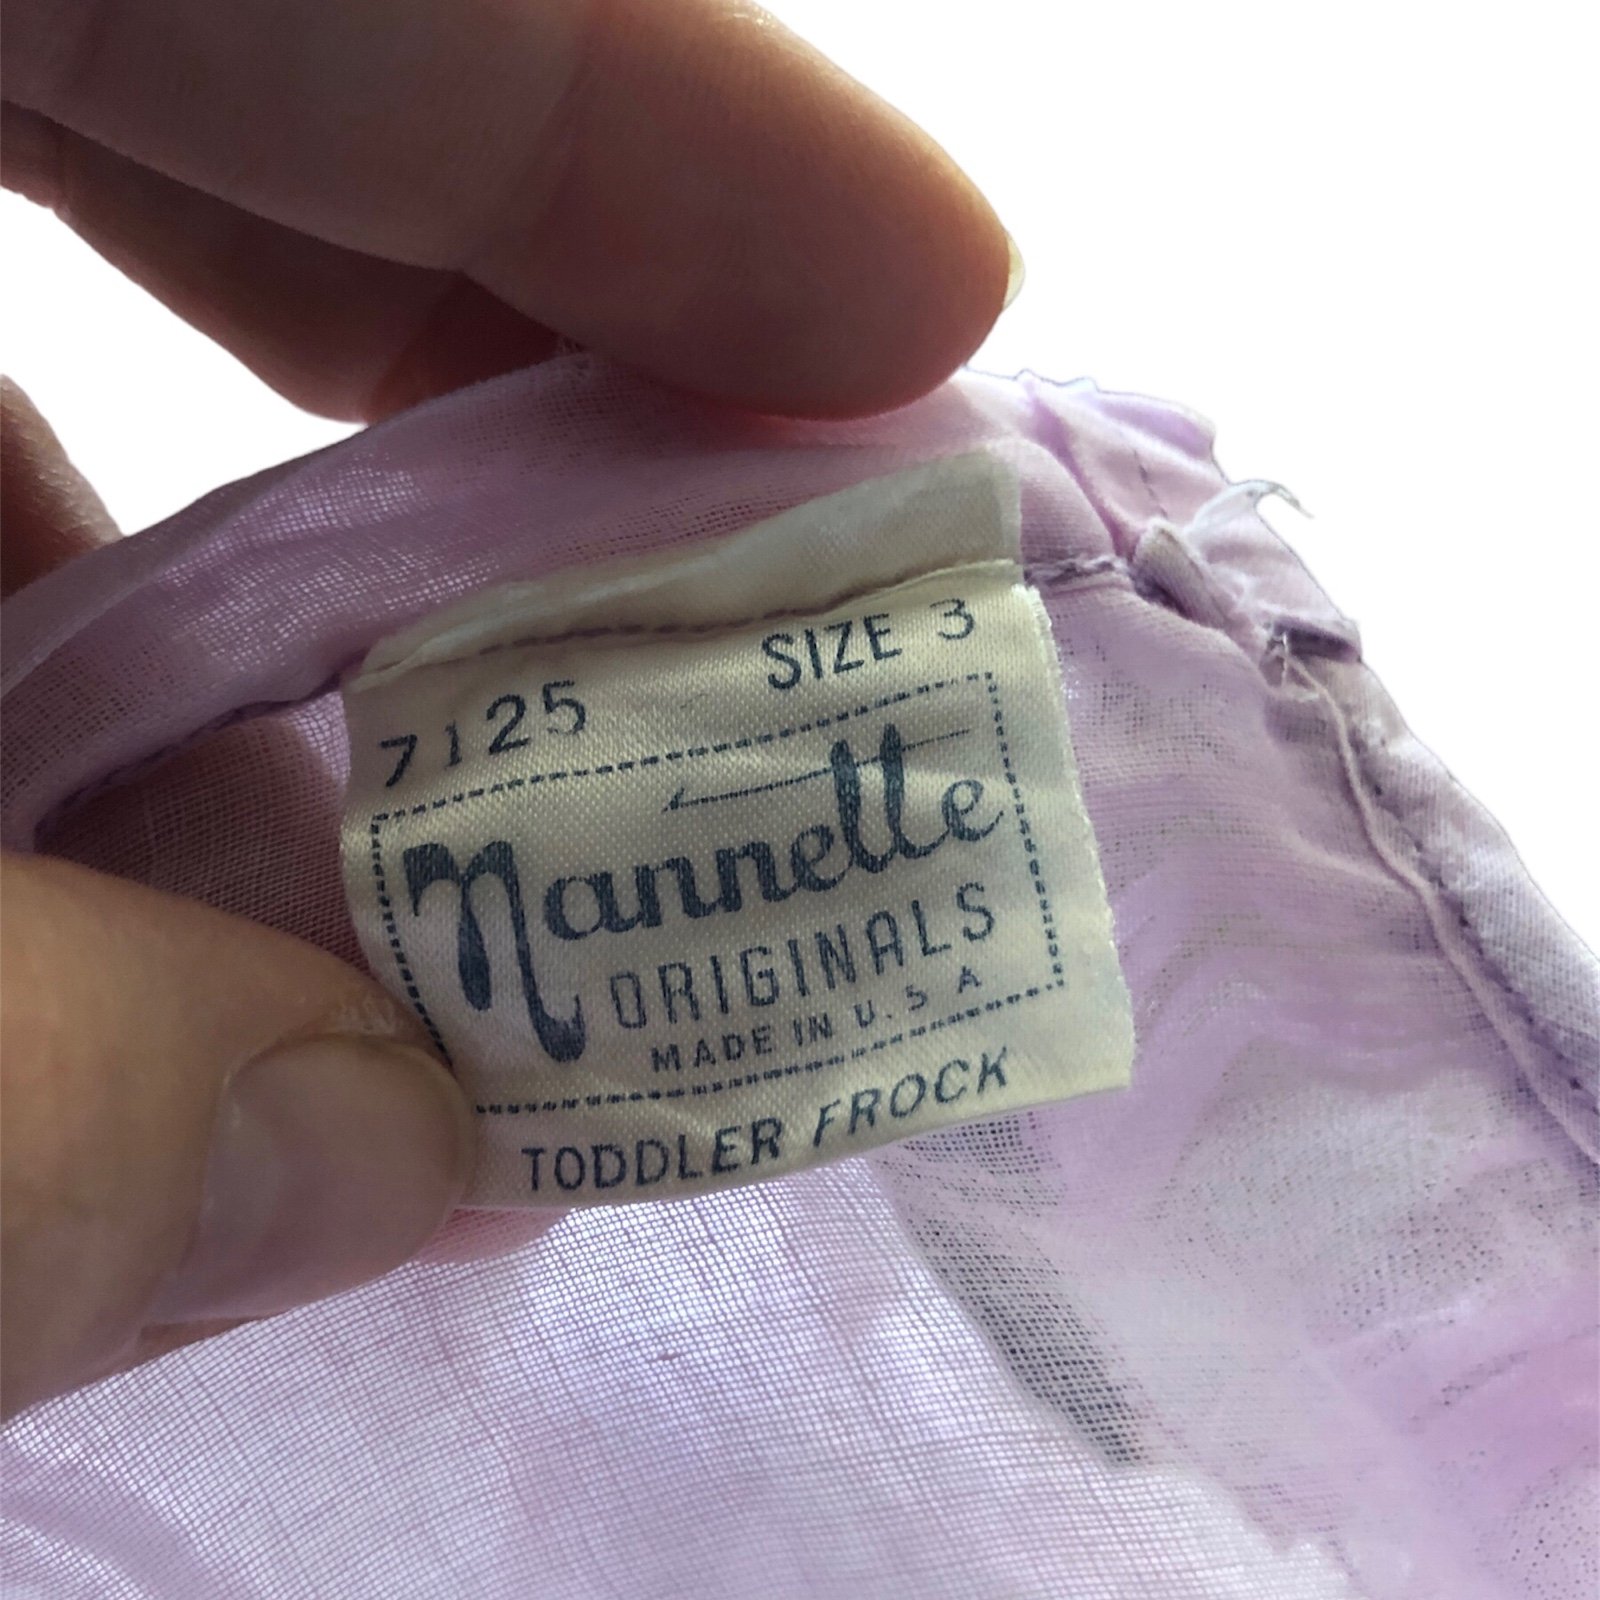 7125 SIZE 3
Nannette
ORIGINALS
MADE IN U.S.A
TODDLER FROCK